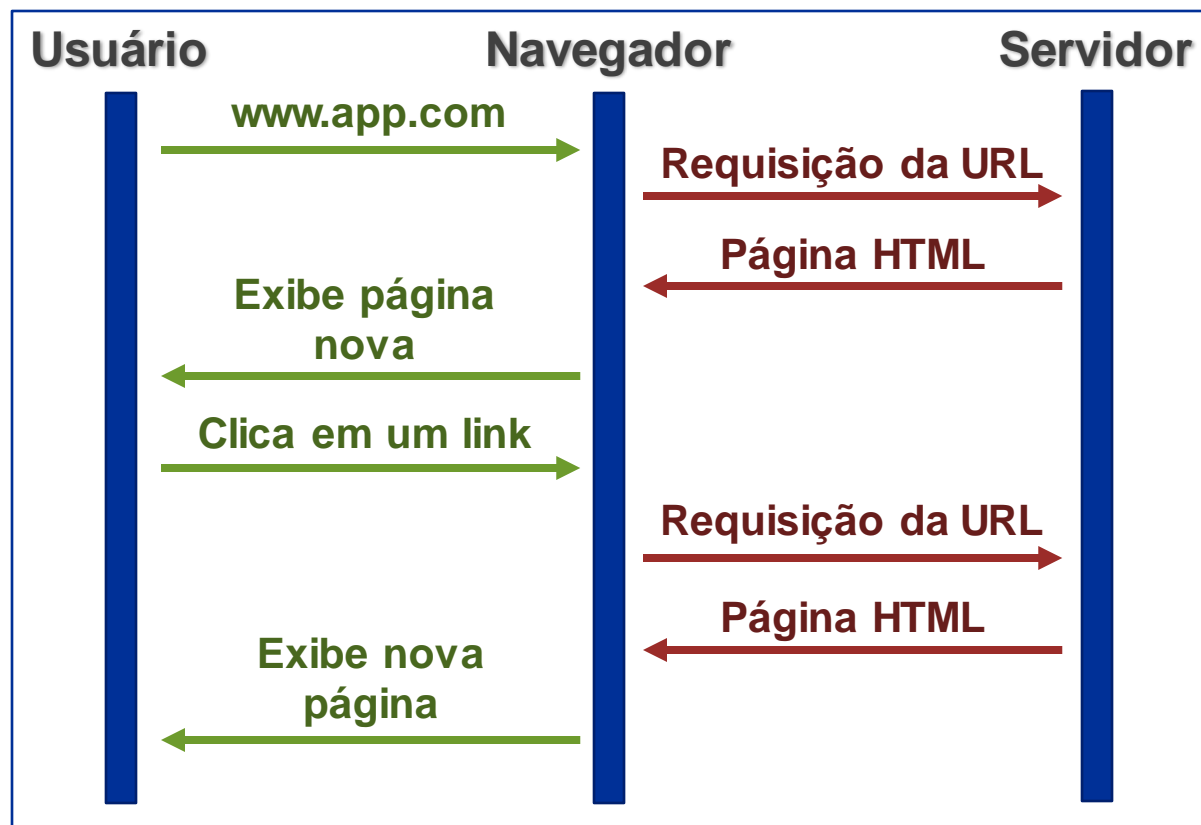 Usuário
Navegador
Servidor
www.app.com
Requisição da URL
Página HTML
Exibe página
nova
Clica em um link
Requisição da URL
Página HTML
Exibe nova
página